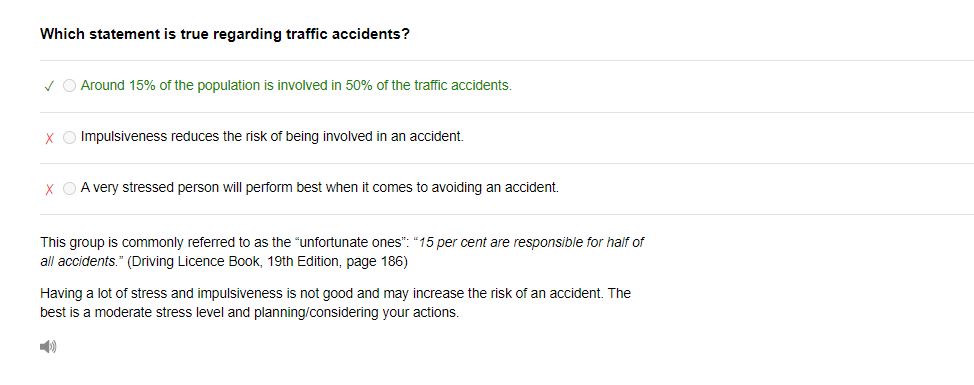 Which statement is true regarding traffic accidents?
✓ Around 15% of the population is involved in 50% of the traffic accidents.
X Impulsiveness reduces the risk of being involved in an accident.
X A very stressed person will perform best when it comes to avoiding an accident.
This group is commonly referred to as the “unfortunate ones”: “15 per cent are responsible for half of
all accidents.” (Driving Licence Book, 19th Edition, page 186)
Having a lot of stress and impulsiveness is not good and may increase the risk of an accident. The
best is a moderate stress level and planning/considering your actions.